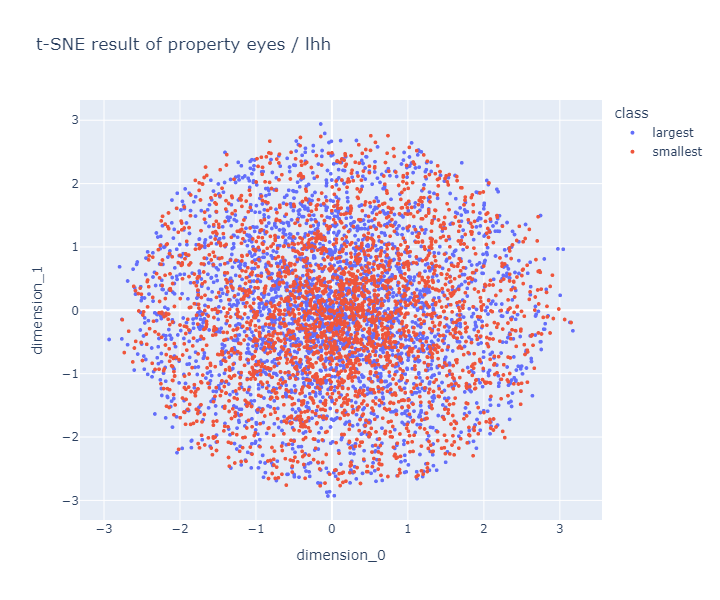 t-SNE result of property eyes / lhh
class
largest
smallest
3
2
1
0
−1
−2
−3
dimension_1
−3
−2
−1
0
1
2
3
dimension_0